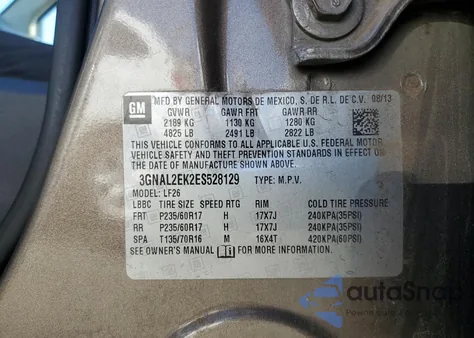 GM
MFD BY GENERAL MOTORS DE MEXICO, S. DE R.L. DE C.V. 08/13
GVWR GAWR FRT GAWR RR
2189 KG 1130 KG 1280 KG
4825 LB 2491 LB 2822 LB
THIS VEHICLE CONFORMS TO ALL APPLICABLE U.S. FEDERAL MOTOR VEHICLE
SAFETY AND THEFT PREVENTION STANDARDS IN EFFECT ON
THE DATE OF MANUFACTURE SHOWN ABOVE.
3GNAL2EK2ES528129 TYPE: M.P.V.
MODEL: LF26
LBBC TIRE SIZE SPEED RTG RIM COLD TIRE PRESSURE
FRT P235/60R17 H 17X7J 240KPA(35PSI)
RR P235/60R17 H 17X7J 240KPA(35PSI)
SPA T135/70R16 M 16X4T 420KPA(60PSI)
SEE OWNER'S MANUAL FOR MORE INFORMATION
autoSnap